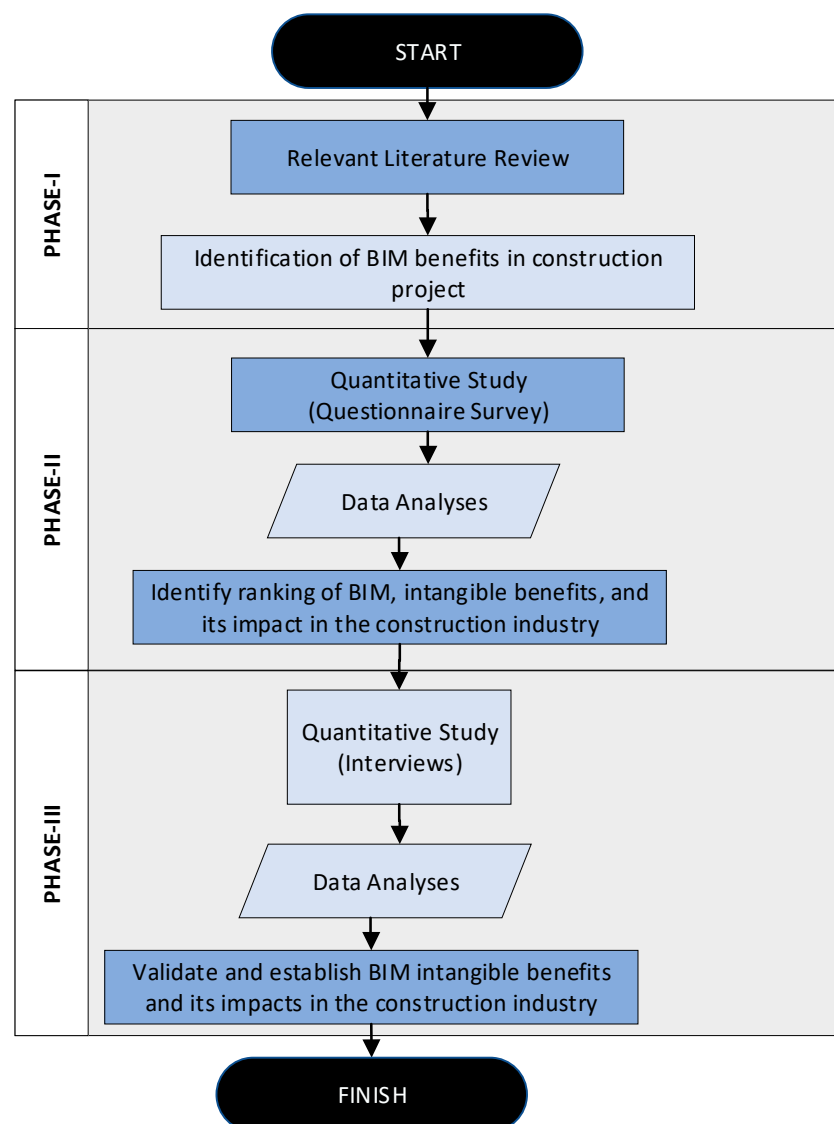 START
PHASE-I
Relevant Literature Review
Identification of BIM benefits in construction
project
PHASE-II
Quantitative Study
(Questionnaire Survey)
Data Analyses
Identify ranking of BIM, intangible benefits, and
its impact in the construction industry
PHASE-III
Quantitative Study
(Interviews)
Data Analyses
Validate and establish BIM intangible benefits
and its impacts in the construction industry
FINISH